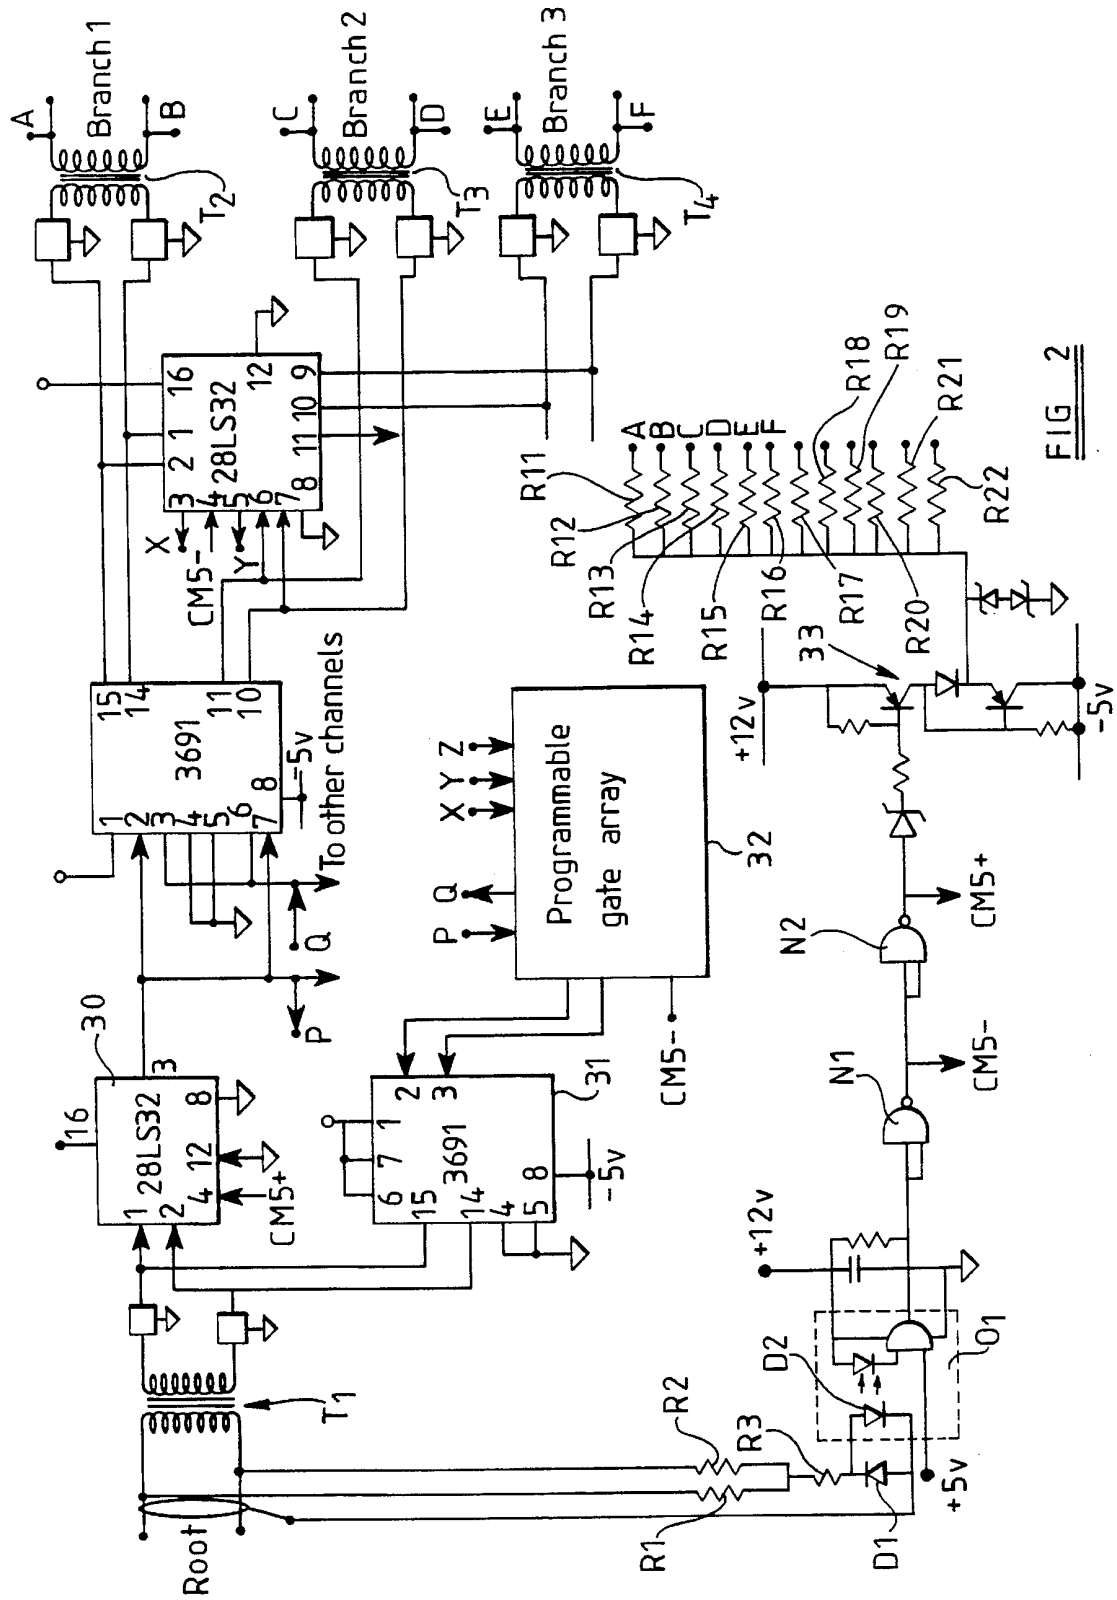 A
Branch 1
B
T2
C
Branch 2
D
T3
E
Branch 3
F
T4
16
2
1
28LS32
12
3
4
5
6
7
8
11
10
9
X
CM5-
Y
15
14
11
10
3691
1
2
3
4
5
6
7
8
-5v
To other channels
Q
P
30
16
3
28LS32
1
2
4
12
8
CM5+
Root
T1
31
2
3
1
7
6
3691
15
14
4
5
8
-5v
32
Programmable
gate array
P
Q
X
Y
Z
CM5-
A
B
C
D
E
F
R11
R12
R13
R14
R15
R16
R17
R18
R19
R20
R21
R22
33
+12v
-5v
CM5+
N2
CM5-
N1
+12v
O1
D2
D1
+5v
R1
R2
R3
FIG 2